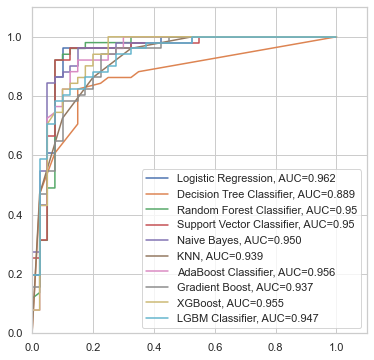 1.0
0.8
0.6
0.4
0.2
0.0
Logistic Regression, AUC=0.962
Decision Tree Classifier, AUC=0.889
Random Forest Classifier, AUC=0.95
Support Vector Classifier, AUC=0.95
Naive Bayes, AUC=0.950
KNN, AUC=0.939
AdaBoost Classifier, AUC=0.956
Gradient Boost, AUC=0.937
XGBoost, AUC=0.955
LGBM Classifier, AUC=0.947
0.0 0.2 0.4 0.6 0.8 1.0